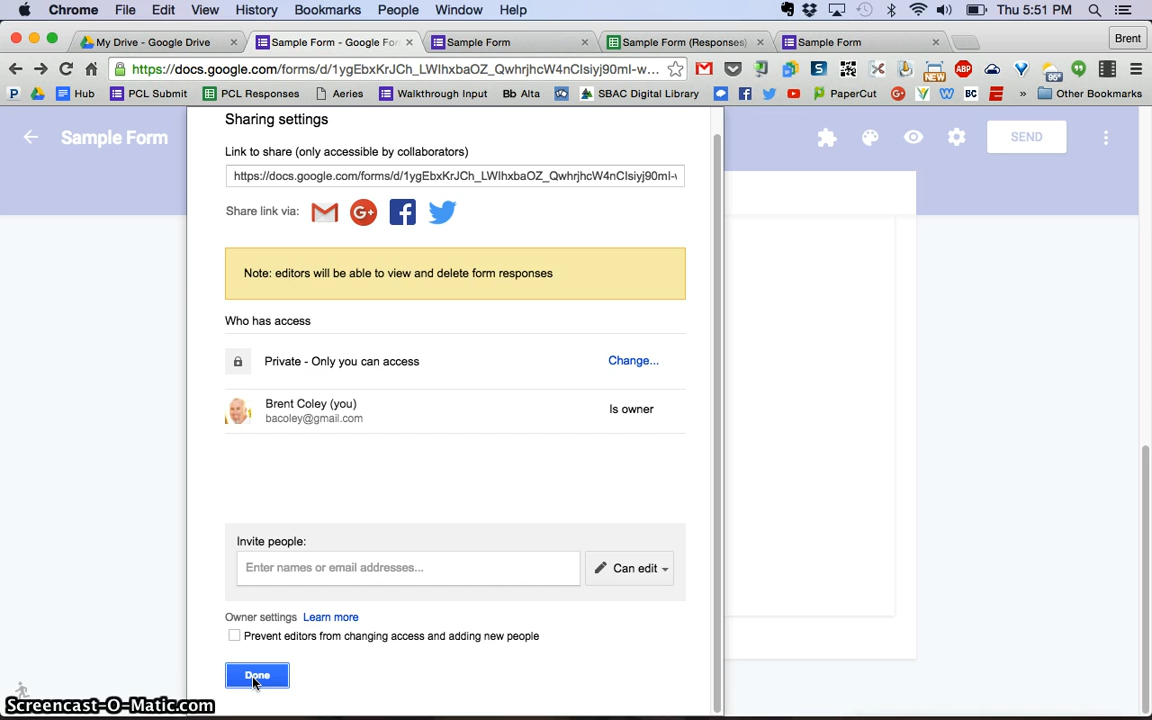 Chrome File Edit View History Bookmarks People Window Help Thu 5:51 PM
My Drive - Google Drive Sample Form - Google For Sample Form Sample Form (Responses) Sample Form Brent
https://docs.google.com/forms/d/1ygEbxKrJCh_LWlhxbaOZ_QwhrjhcW4nClsiyj90ml-w... NEW ABP 95°
Hub PCL Submit PCL Responses Aeries Walkthrough Input Bb Alta SBAC Digital Library PaperCut BC » Other Bookmarks
Sample Form SEND
Sharing settings
Link to share (only accessible by collaborators)
https://docs.google.com/forms/d/1ygEbxKrJCh_LWlhxbaOZ_QwhrjhcW4nClsiyj90ml-
Share link via:
Note: editors will be able to view and delete form responses
Who has access
Private - Only you can access Change...
Brent Coley (you) Is owner
bacoley@gmail.com
Invite people:
Enter names or email addresses... Can edit
Owner settings Learn more
Prevent editors from changing access and adding new people
Done
Screencast-O-Matic.com